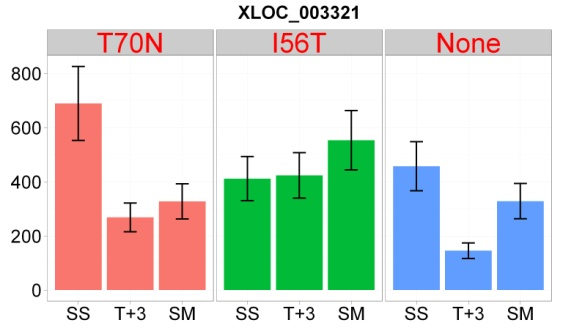 XLOC_003321
T70N I56T None
800
600
400
200
0
SS T+3 SM SS T+3 SM SS T+3 SM